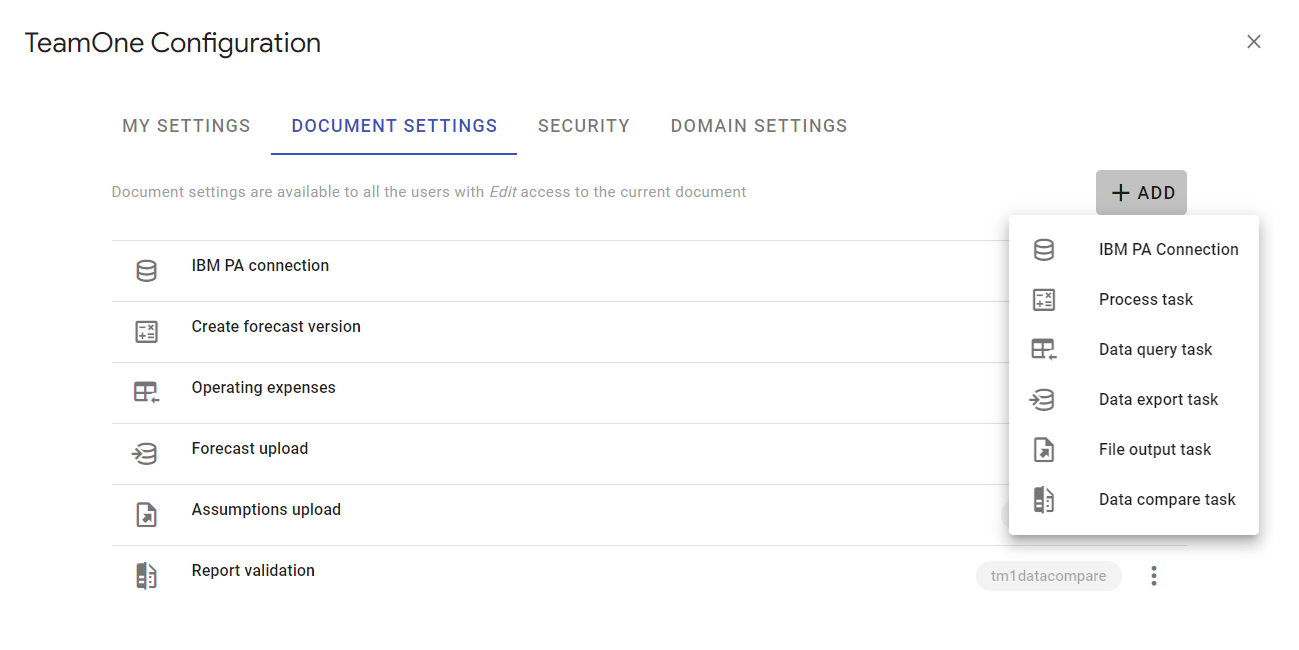 TeamOne Configuration
MY SETTINGS
DOCUMENT SETTINGS
SECURITY
DOMAIN SETTINGS
Document settings are available to all the users with Edit access to the current document
ADD
IBM PA connection
Create forecast version
Operating expenses
Forecast upload
Assumptions upload
Report validation
tm1datacompare
IBM PA Connection
Process task
Data query task
Data export task
File output task
Data compare task